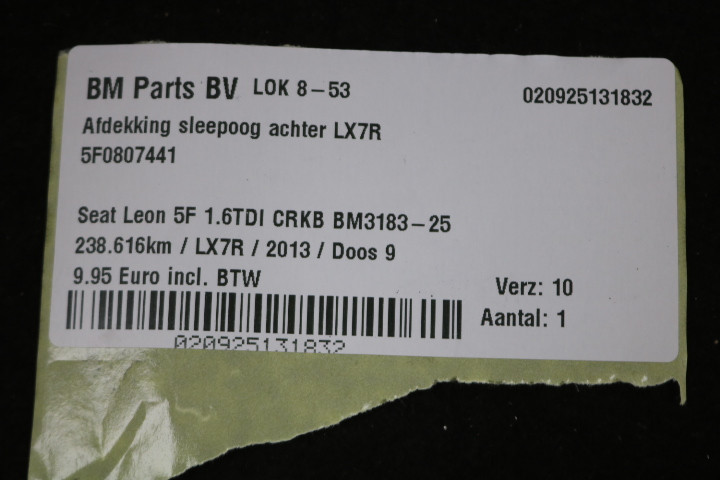 BM Parts BV LOK 8-53 020925131832
Afdekking sleepoog achter LX7R
5F0807441
Seat Leon 5F 1.6TDI CRKB BM3183-25
238.616km / LX7R / 2013 / Doos 9
9.95 Euro incl. BTW Verz: 10
Aantal: 1
020925131832